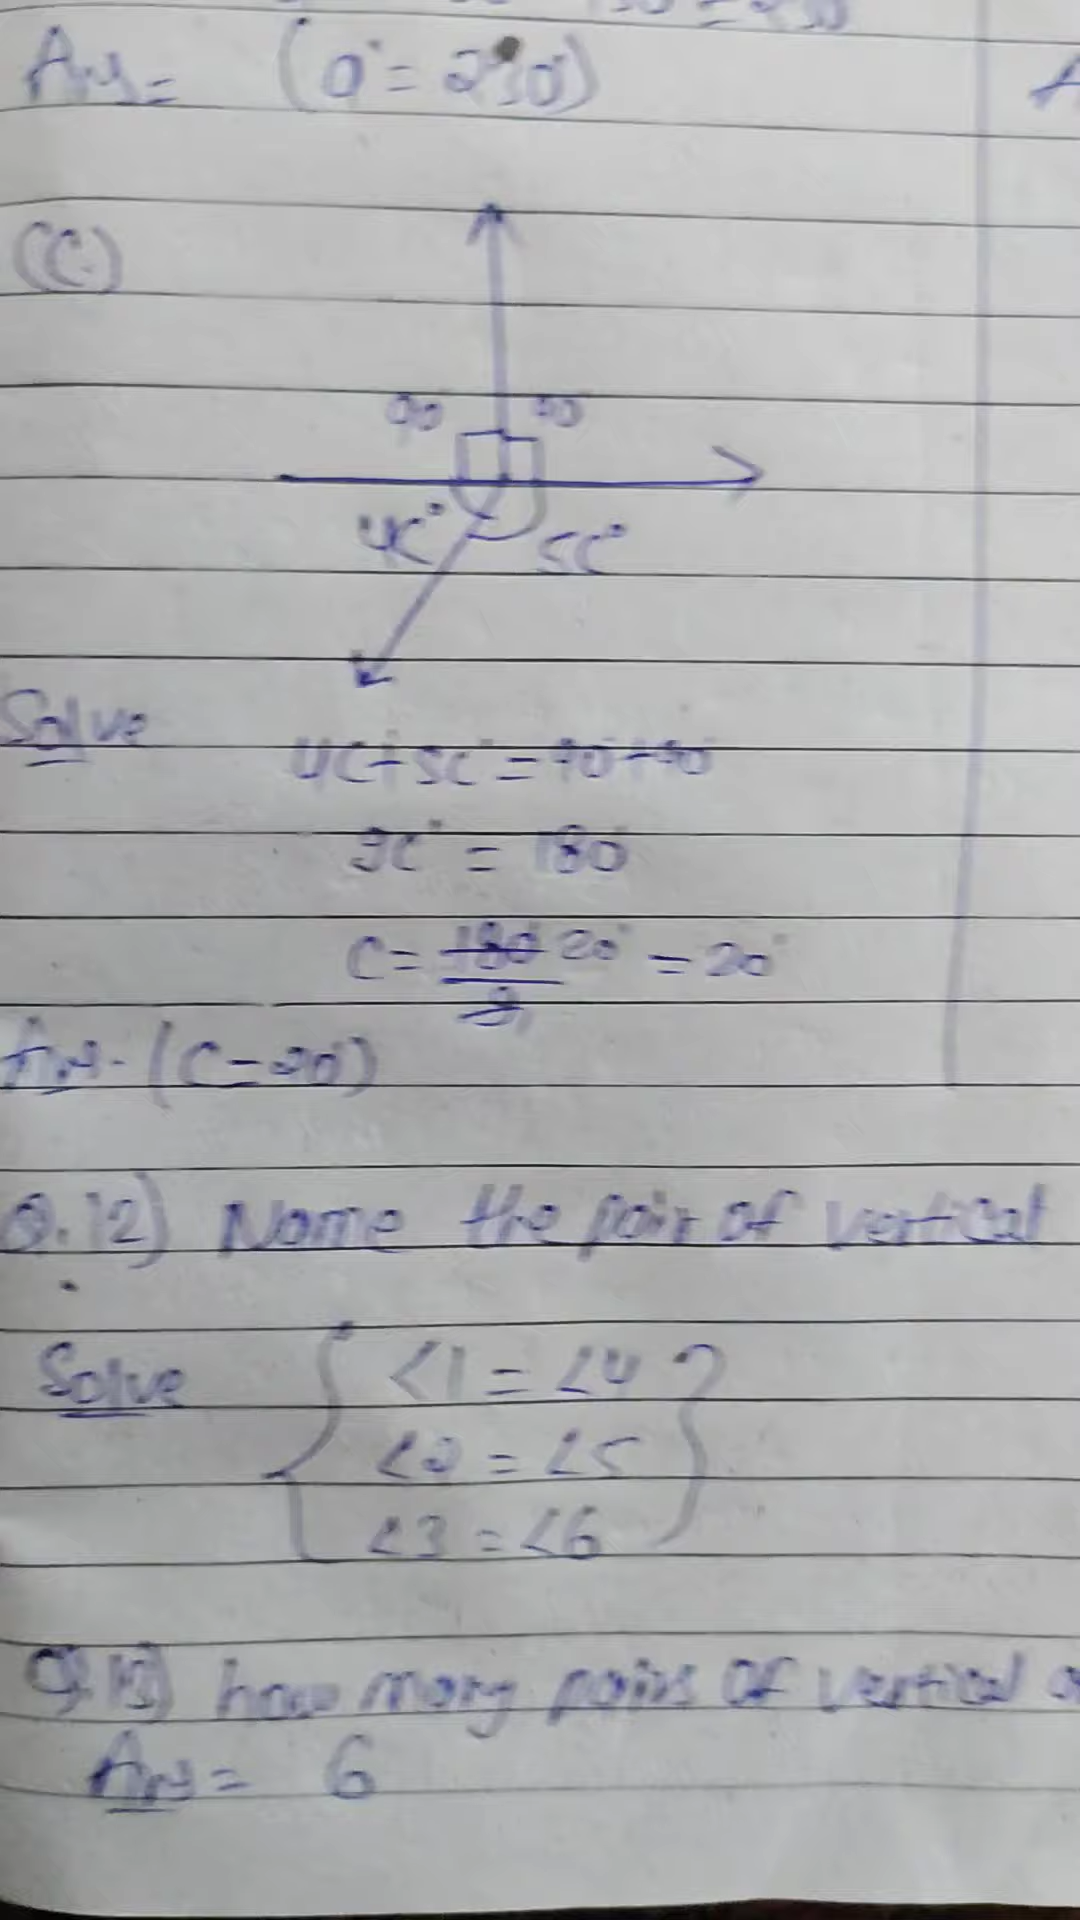 Ans= (0°= 230°)
(C)
90° 90°
4C° 5C°
Solve
4C+5C° = 90°+90°
9C° = 180°
C= 180° 20° = 20°
9
Ans- (C=20°)
Q.12) Name the pair of vertical
Solve { <1 = <4 }
<2 = <5
<3 = <6
how many pairs of vertical
Ans= 6